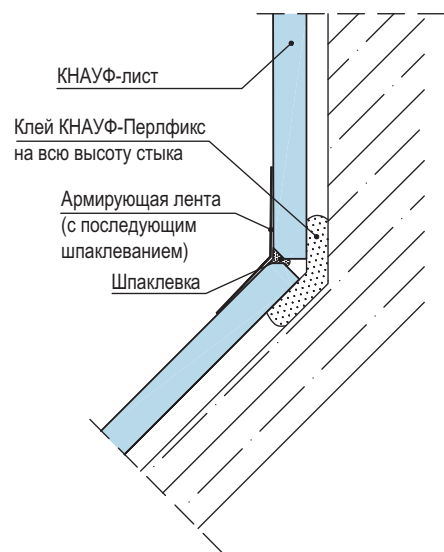 КНАУФ-лист
Клей КНАУФ-Перлфикс
на всю высоту стыка
Армирующая лента
(с последующим
шпаклеванием)
Шпаклевка